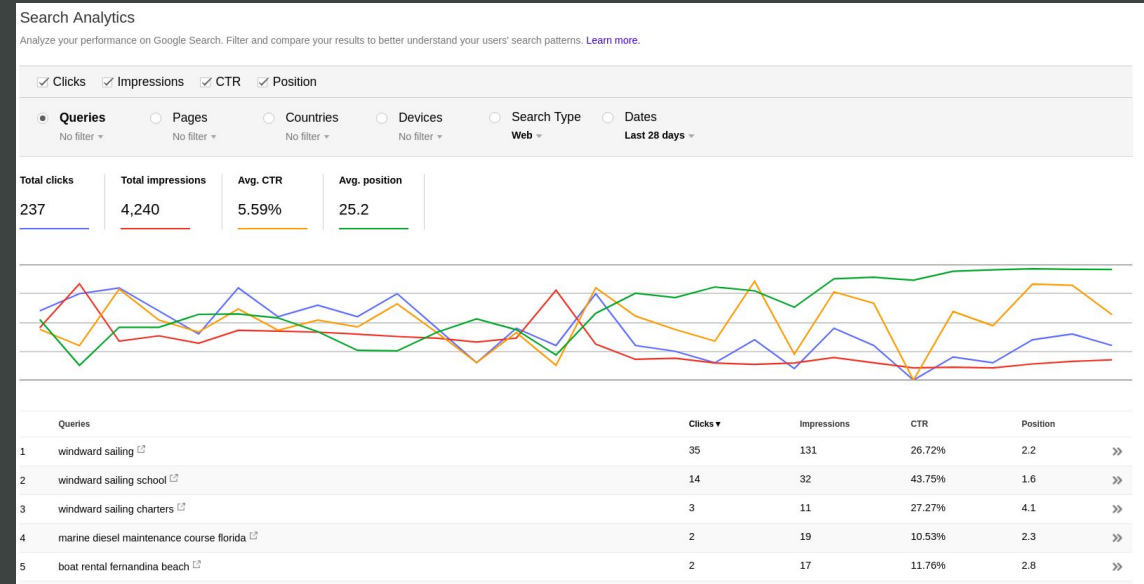 Search Analytics
Analyze your performance on Google Search. Filter and compare your results to better understand your users' search patterns. Learn more.
Clicks Impressions CTR Position
Queries Pages Countries Devices Search Type Dates
No filter No filter No filter No filter Web Last 28 days
Total clicks Total impressions Avg. CTR Avg. position
237 4,240 5.59% 25.2
Queries Clicks▼ Impressions CTR Position
1 windward sailing 35 131 26.72% 2.2 »
2 windward sailing school 14 32 43.75% 1.6 »
3 windward sailing charters 3 11 27.27% 4.1 »
4 marine diesel maintenance course florida 2 19 10.53% 2.3 »
5 boat rental fernandina beach 2 17 11.76% 2.8 »